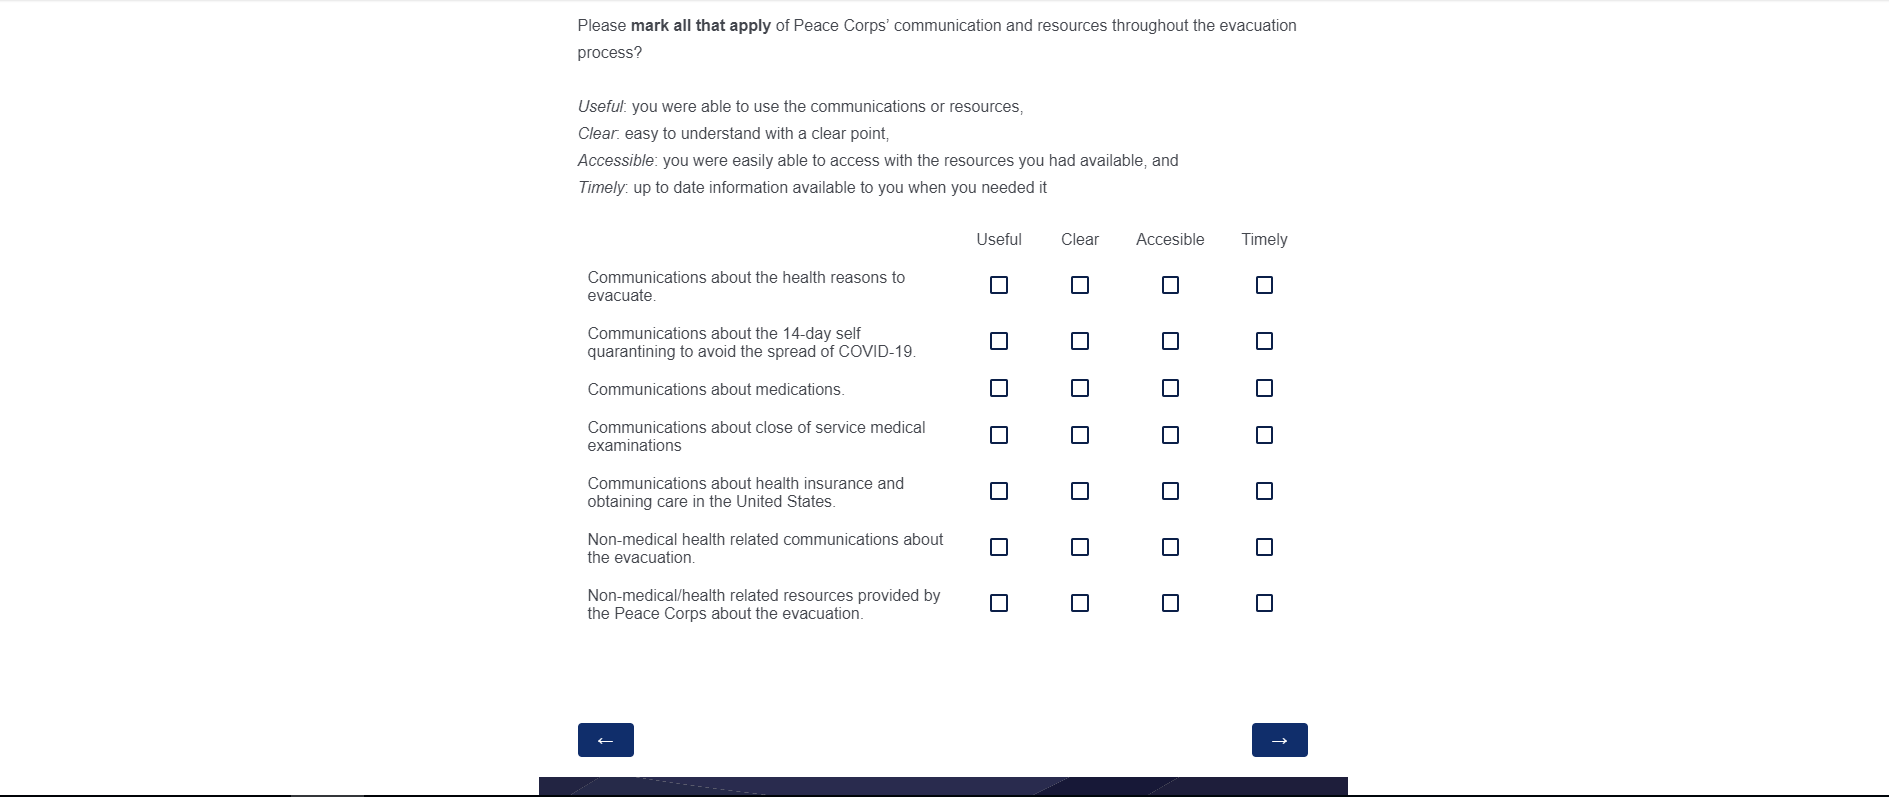 Please mark all that apply of Peace Corps’ communication and resources throughout the evacuation
process?
Useful: you were able to use the communications or resources,
Clear: easy to understand with a clear point,
Accessible: you were easily able to access with the resources you had available, and
Timely: up to date information available to you when you needed it
Useful Clear Accesible Timely
Communications about the health reasons to
evacuate.
Communications about the 14-day self
quarantining to avoid the spread of COVID-19.
Communications about medications.
Communications about close of service medical
examinations
Communications about health insurance and
obtaining care in the United States.
Non-medical health related communications about
the evacuation.
Non-medical/health related resources provided by
the Peace Corps about the evacuation.
← →